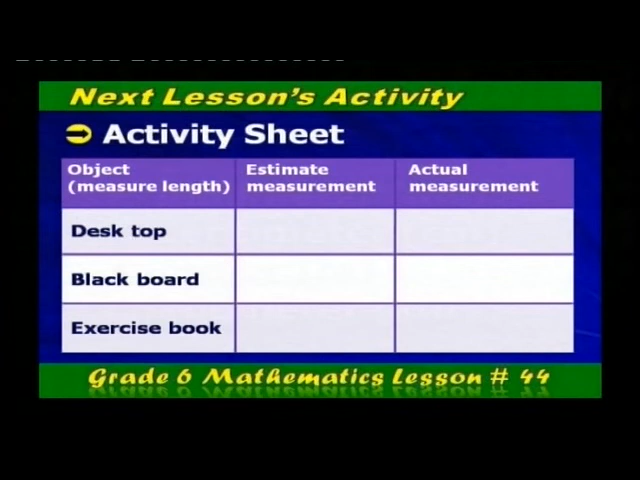 Next Lesson's Activity
Activity Sheet
Object
(measure length)
Estimate
measurement
Actual
measurement
Desk top
Black board
Exercise book
Grade 6 Mathematics Lesson # 44